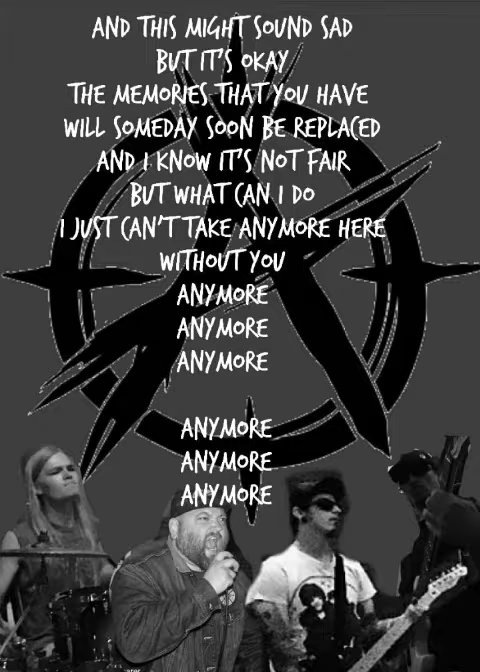 AND THIS MIGHT SOUND SAD
BUT IT'S OKAY
THE MEMORIES THAT YOU HAVE
WILL SOMEDAY SOON BE REPLACED
AND I KNOW IT'S NOT FAIR
BUT WHAT CAN I DO
I JUST CAN'T TAKE ANYMORE HERE
WITHOUT YOU
ANYMORE
ANYMORE
ANYMORE
ANYMORE
ANYMORE
ANYMORE